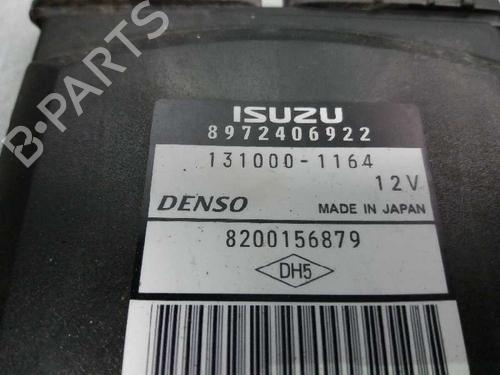 ISUZU
8972406922
131000-1164
12V
DENSO MADE IN JAPAN
8200156879
DH5
B-PARTS